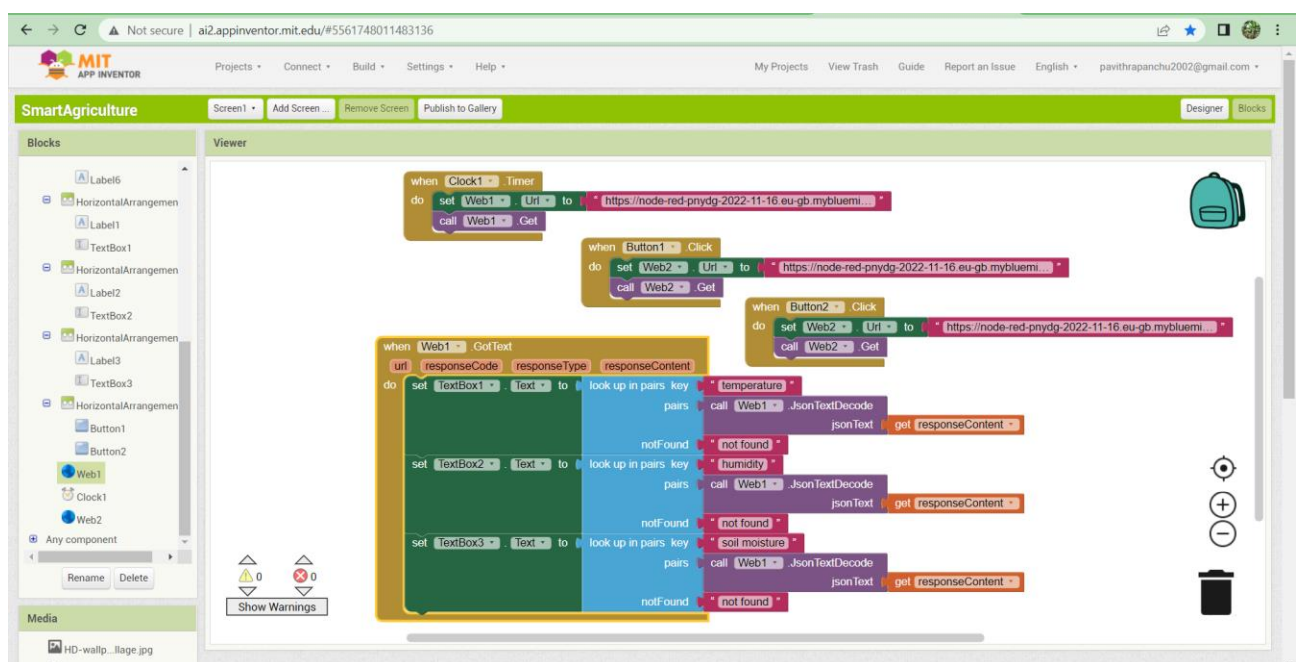 Not secure | ai2.appinventor.mit.edu/#5561748011483136
MIT
APP INVENTOR
Projects Connect Build Settings Help My Projects View Trash Guide Report an Issue English pavithrapanchu2002@gmail.com
SmartAgriculture Screen1 Add Screen ... Remove Screen Publish to Gallery Designer Blocks
Blocks Viewer
Label6
HorizontalArrangemen
Label1
TextBox1
HorizontalArrangemen
Label2
TextBox2
HorizontalArrangemen
Label3
TextBox3
HorizontalArrangemen
Button1
Button2
Web1
Clock1
Web2
Any component
Rename Delete
Media
HD-wallp...llage.jpg
when Clock1 .Timer
do set Web1 . Url to " https://node-red-pnydg-2022-11-16.eu-gb.mybluemi... "
call Web1 .Get
when Button1 .Click
do set Web2 . Url to " https://node-red-pnydg-2022-11-16.eu-gb.mybluemi... "
call Web2 .Get
when Button2 .Click
do set Web2 . Url to " https://node-red-pnydg-2022-11-16.eu-gb.mybluemi... "
call Web2 .Get
when Web1 .GotText
url responseCode responseType responseContent
do set TextBox1 . Text to look up in pairs key " temperature "
pairs call Web1 .JsonTextDecode
jsonText get responseContent
notFound " not found "
set TextBox2 . Text to look up in pairs key " humidity "
pairs call Web1 .JsonTextDecode
jsonText get responseContent
notFound " not found "
set TextBox3 . Text to look up in pairs key " soil moisture "
pairs call Web1 .JsonTextDecode
jsonText get responseContent
notFound " not found "
0 0
Show Warnings